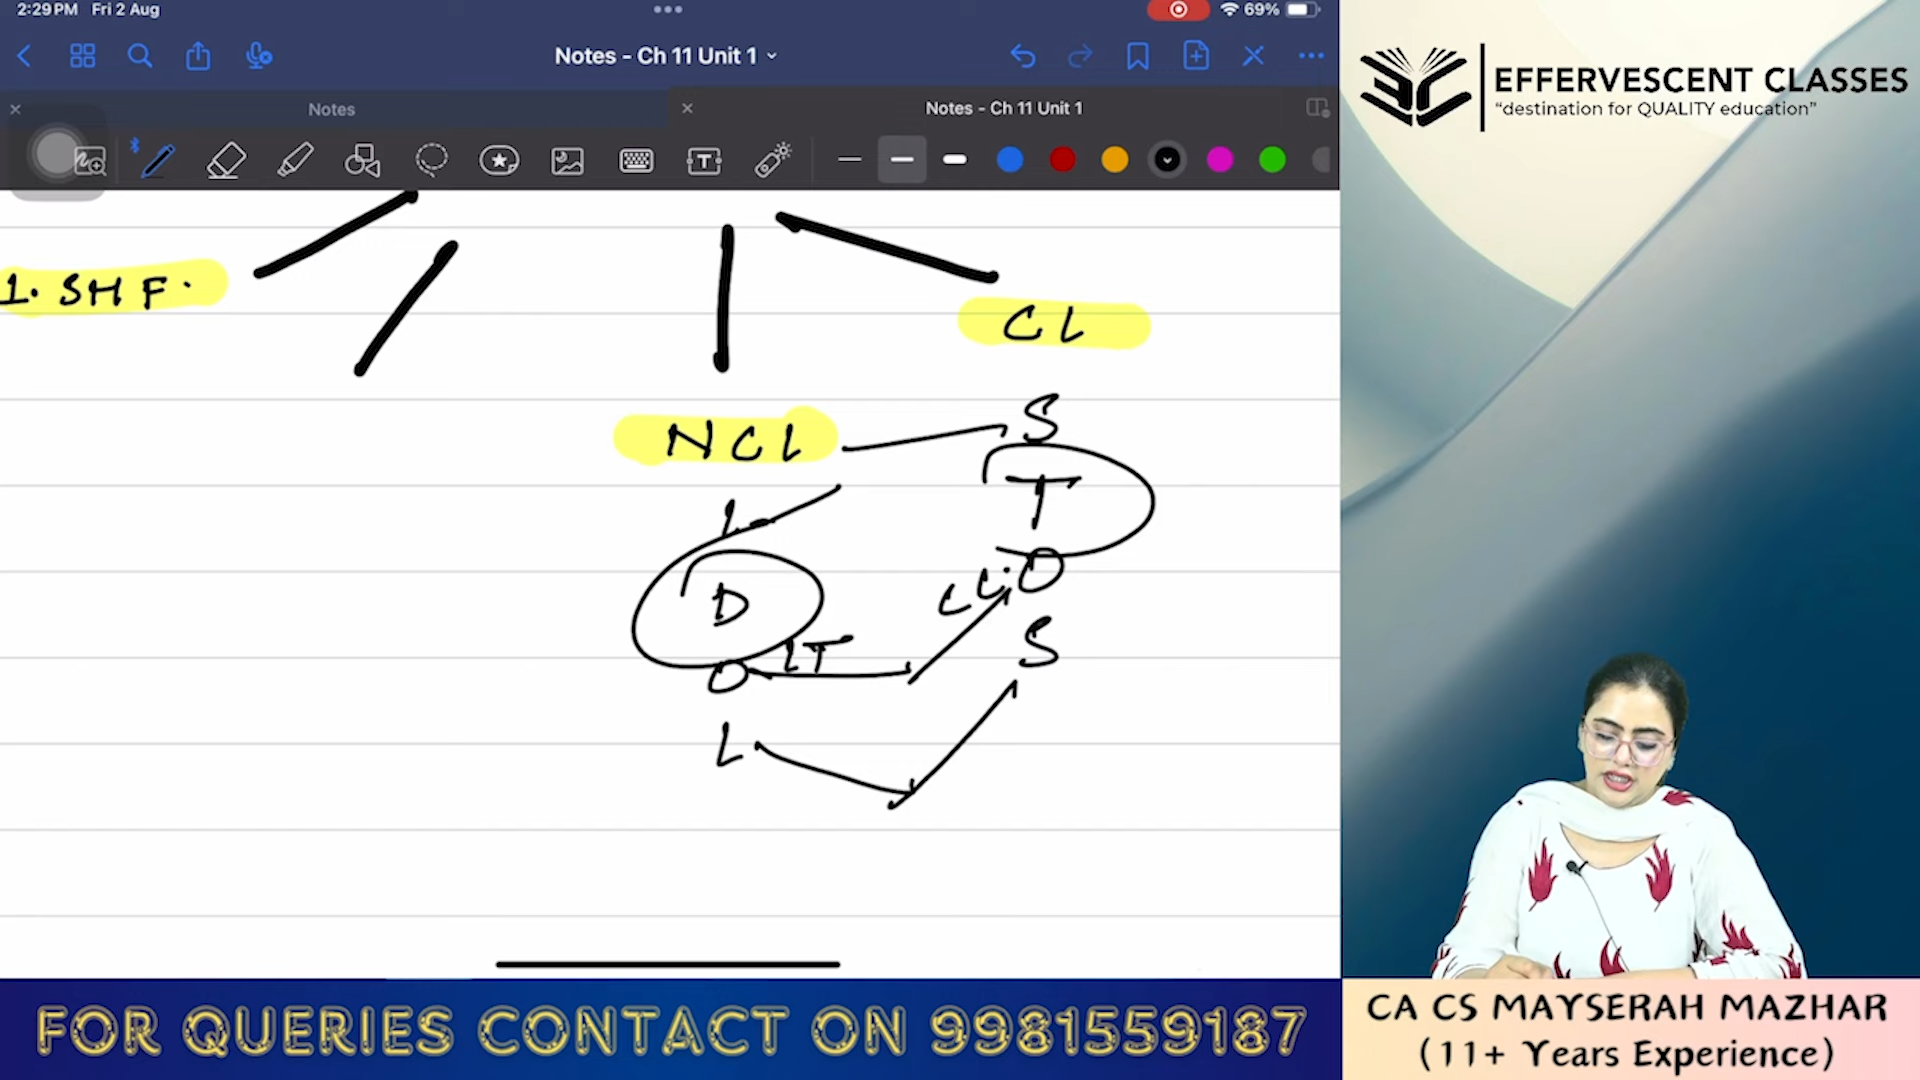 2:29 PM Fri 2 Aug
69%
Notes - Ch 11 Unit 1
Notes
Notes - Ch 11 Unit 1
T
EFFERVESCENT CLASSES
"destination for QUALITY education"
1. SHF.
CL
NCL
S
L
T
D
O
CL.
LT
O
S
L
FOR QUERIES CONTACT ON 9981559187
CA CS MAYSERAH MAZHAR
(11+ Years Experience)